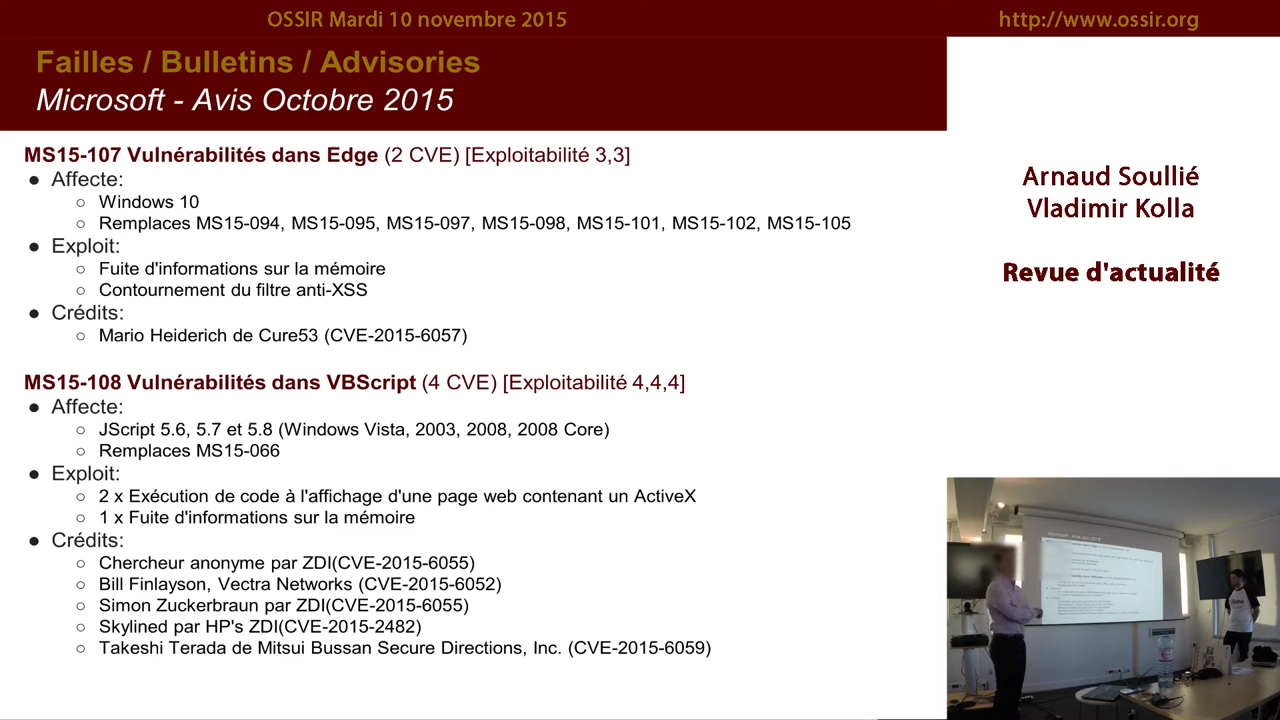 OSSIR Mardi 10 novembre 2015
http://www.ossir.org
Failles / Bulletins / Advisories
Microsoft - Avis Octobre 2015
MS15-107 Vulnérabilités dans Edge (2 CVE) [Exploitabilité 3,3]
● Affecte:
○ Windows 10
○ Remplaces MS15-094, MS15-095, MS15-097, MS15-098, MS15-101, MS15-102, MS15-105
● Exploit:
○ Fuite d'informations sur la mémoire
○ Contournement du filtre anti-XSS
● Crédits:
○ Mario Heiderich de Cure53 (CVE-2015-6057)
MS15-108 Vulnérabilités dans VBScript (4 CVE) [Exploitabilité 4,4,4]
● Affecte:
○ JScript 5.6, 5.7 et 5.8 (Windows Vista, 2003, 2008, 2008 Core)
○ Remplaces MS15-066
● Exploit:
○ 2 x Exécution de code à l'affichage d'une page web contenant un ActiveX
○ 1 x Fuite d'informations sur la mémoire
● Crédits:
○ Chercheur anonyme par ZDI(CVE-2015-6055)
○ Bill Finlayson, Vectra Networks (CVE-2015-6052)
○ Simon Zuckerbraun par ZDI(CVE-2015-6055)
○ Skylined par HP's ZDI(CVE-2015-2482)
○ Takeshi Terada de Mitsui Bussan Secure Directions, Inc. (CVE-2015-6059)
Arnaud Soullié
Vladimir Kolla
Revue d'actualité